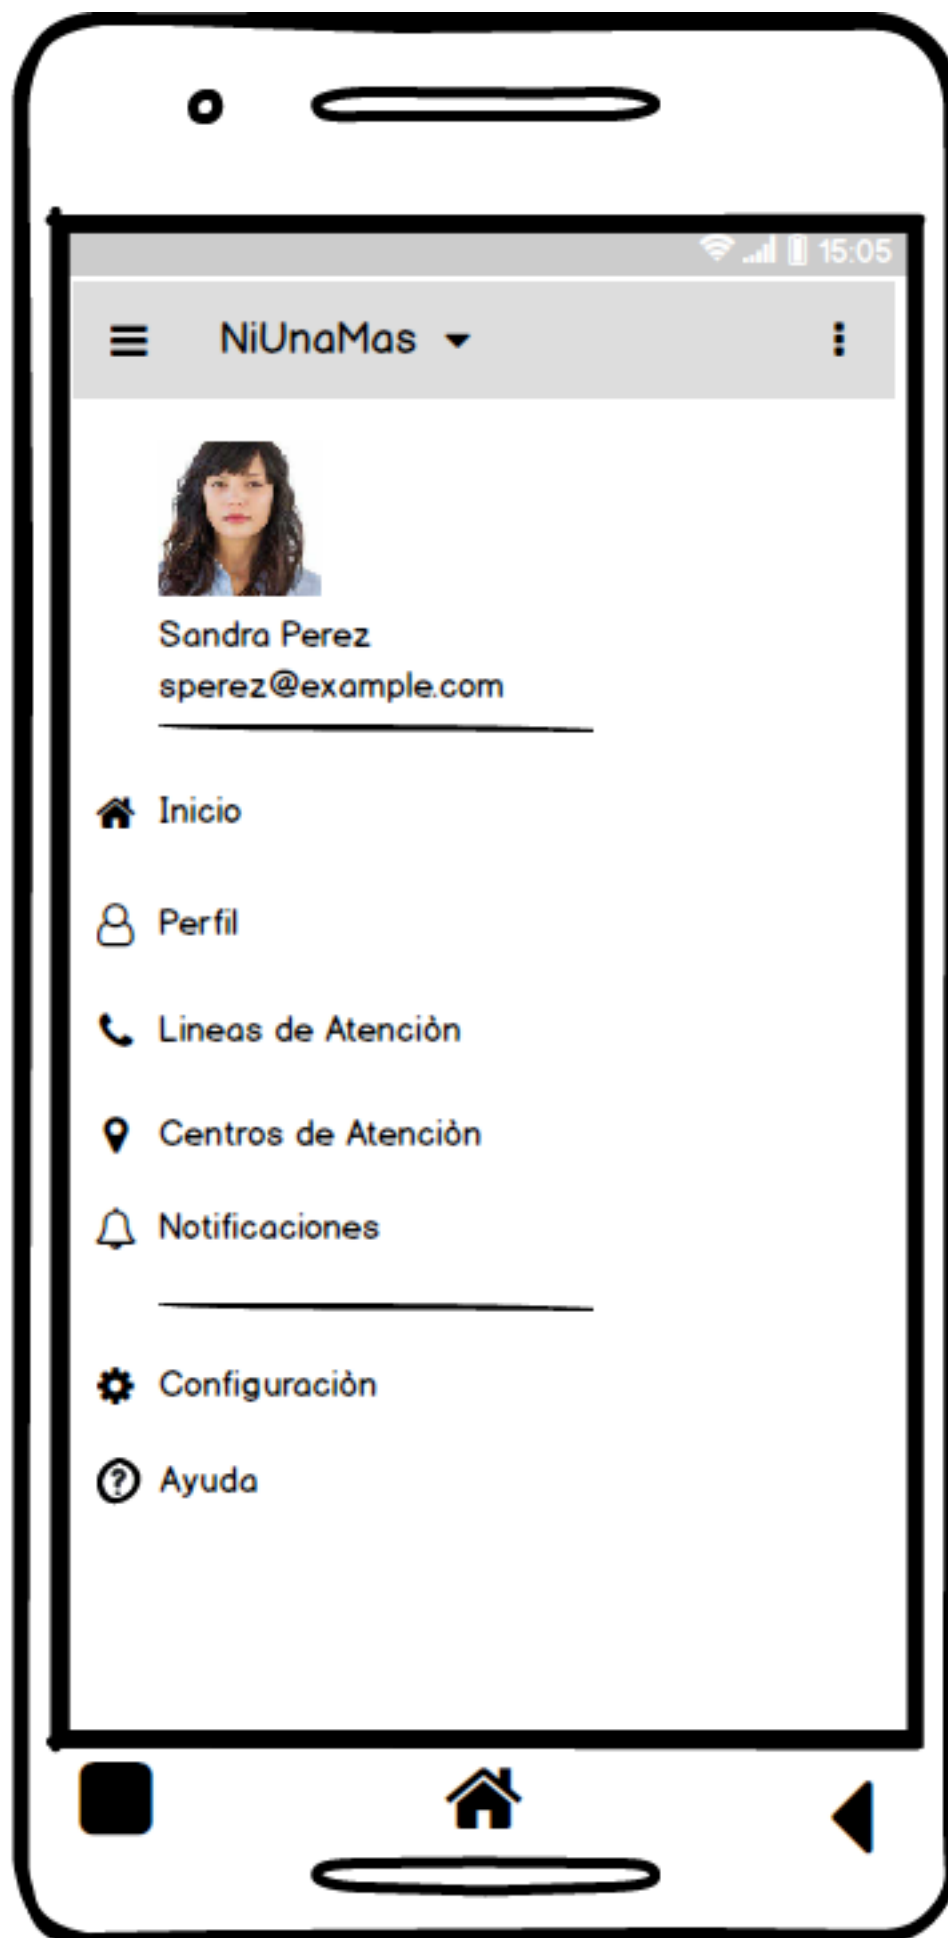 15:05
NiUnaMas
Sandra Perez
sperez@example.com
Inicio
Perfil
Lineas de Atenciòn
Centros de Atenciòn
Notificaciones
Configuraciòn
Ayuda